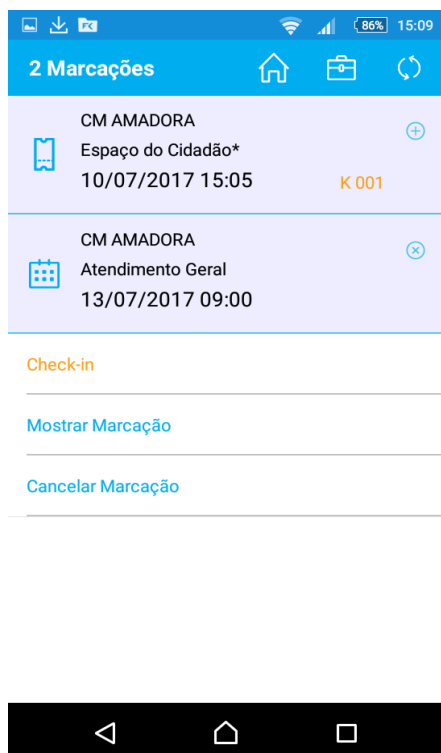 86% 15:09
2 Marcações
CM AMADORA
Espaço do Cidadão*
10/07/2017 15:05 K 001
CM AMADORA
Atendimento Geral
13/07/2017 09:00
Check-in
Mostrar Marcação
Cancelar Marcação